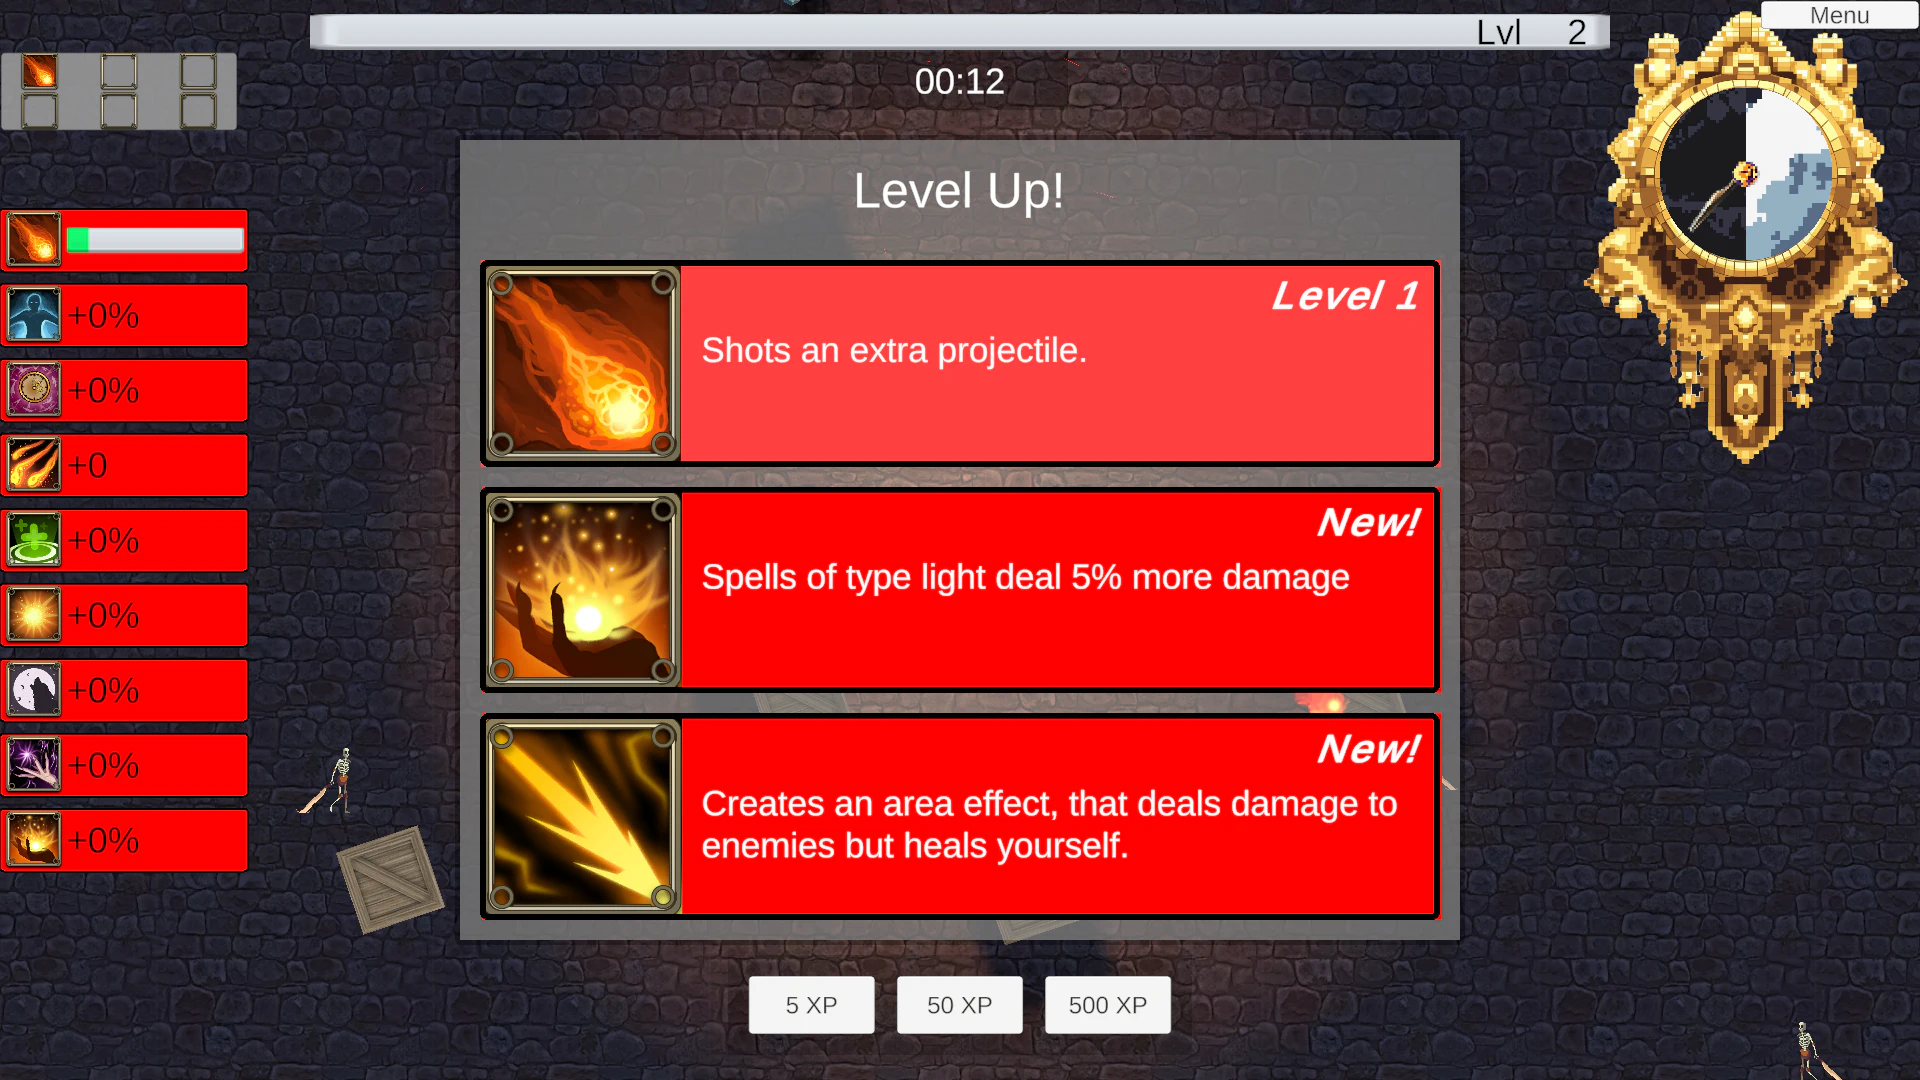 Menu
Lvl 2
00:12
Level Up!
Level 1
Shots an extra projectile.
New!
Spells of type light deal 5% more damage
New!
Creates an area effect, that deals damage to
enemies but heals yourself.
+0%
+0%
+0
+0%
+0%
+0%
+0%
+0%
5 XP
50 XP
500 XP